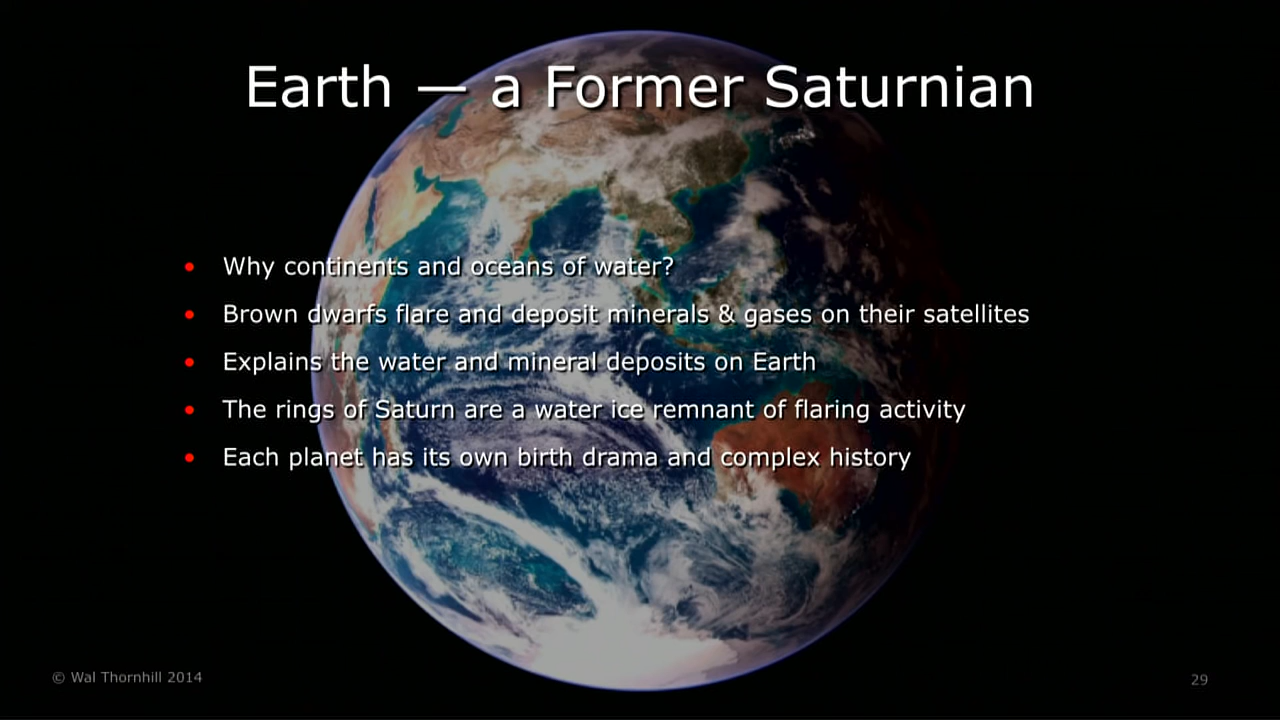 Earth — a Former Saturnian
• Why continents and oceans of water?
• Brown dwarfs flare and deposit minerals & gases on their satellites
• Explains the water and mineral deposits on Earth
• The rings of Saturn are a water ice remnant of flaring activity
• Each planet has its own birth drama and complex history
© Wal Thornhill 2014
29